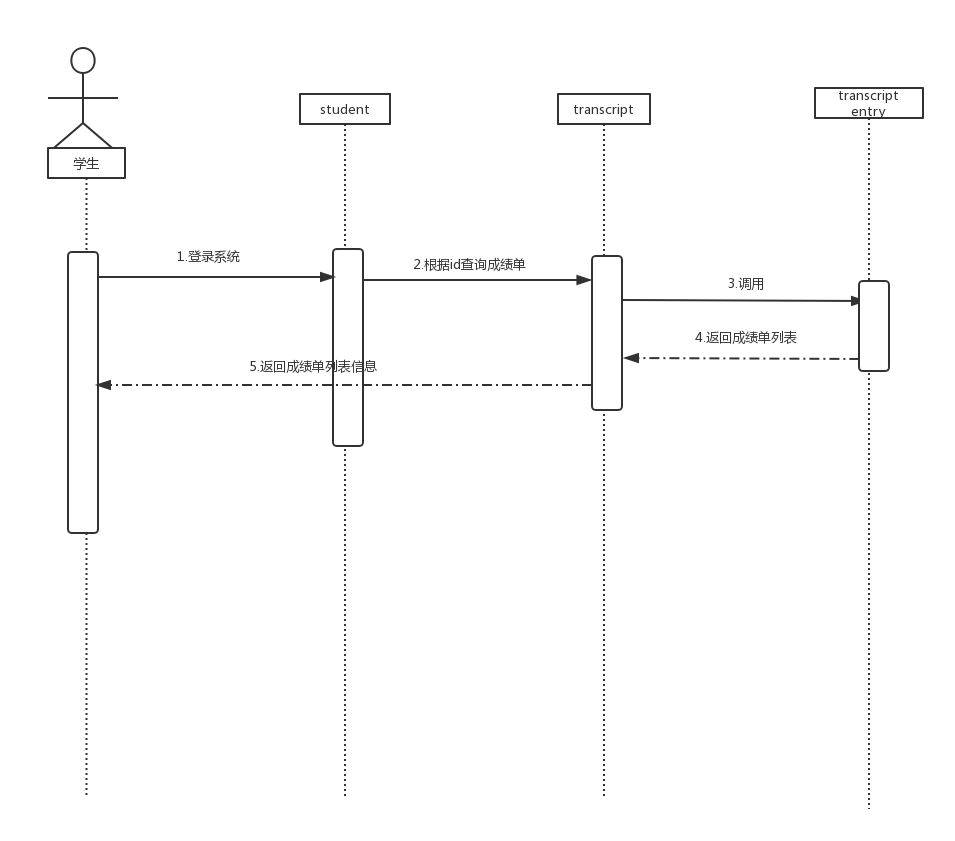 学生
student
transcript
transcript
entry
1.登录系统
2.根据id查询成绩单
3.调用
4.返回成绩单列表
5.返回成绩单列表信息